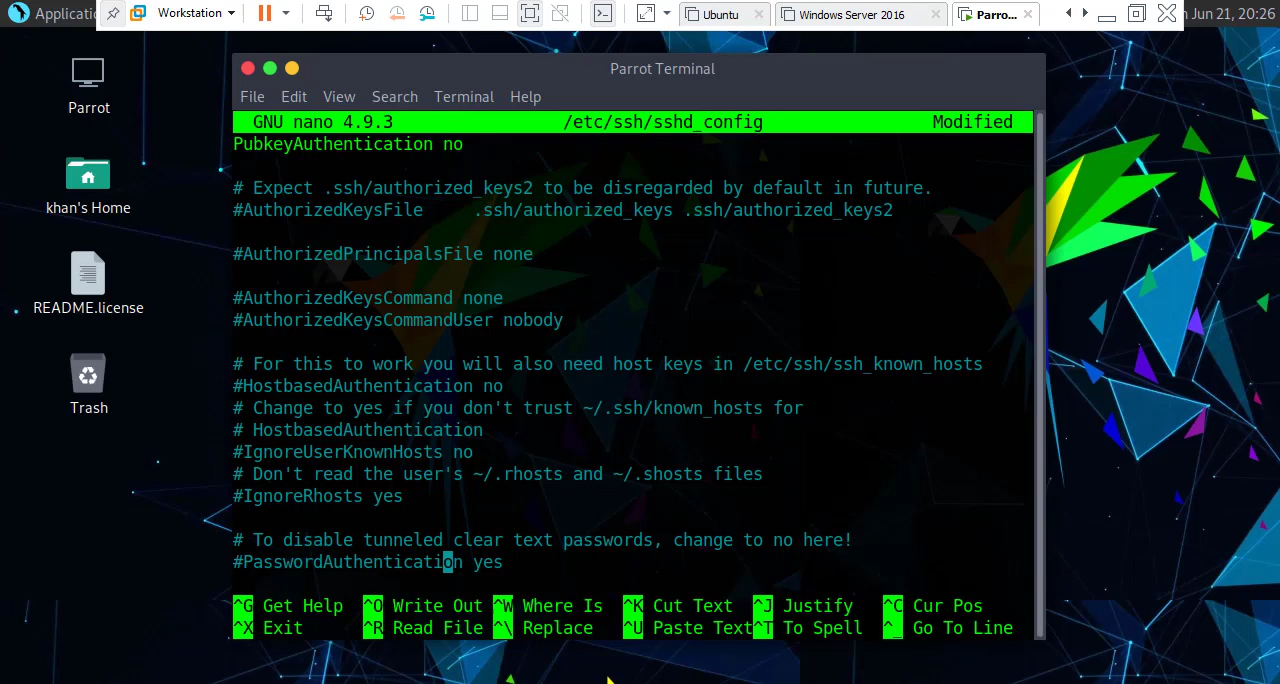 Applicati
Workstation
Ubuntu
Windows Server 2016
Parro...
Jun 21, 20:26
Parrot
khan's Home
README.license
Trash
Parrot Terminal
File Edit View Search Terminal Help
GNU nano 4.9.3 /etc/ssh/sshd_config Modified
PubkeyAuthentication no
# Expect .ssh/authorized_keys2 to be disregarded by default in future.
#AuthorizedKeysFile .ssh/authorized_keys .ssh/authorized_keys2
#AuthorizedPrincipalsFile none
#AuthorizedKeysCommand none
#AuthorizedKeysCommandUser nobody
# For this to work you will also need host keys in /etc/ssh/ssh_known_hosts
#HostbasedAuthentication no
# Change to yes if you don't trust ~/.ssh/known_hosts for
# HostbasedAuthentication
#IgnoreUserKnownHosts no
# Don't read the user's ~/.rhosts and ~/.shosts files
#IgnoreRhosts yes
# To disable tunneled clear text passwords, change to no here!
#PasswordAuthentication yes
^G Get Help ^O Write Out ^W Where Is ^K Cut Text ^J Justify ^C Cur Pos
^X Exit ^R Read File ^\ Replace ^U Paste Text ^T To Spell ^_ Go To Line